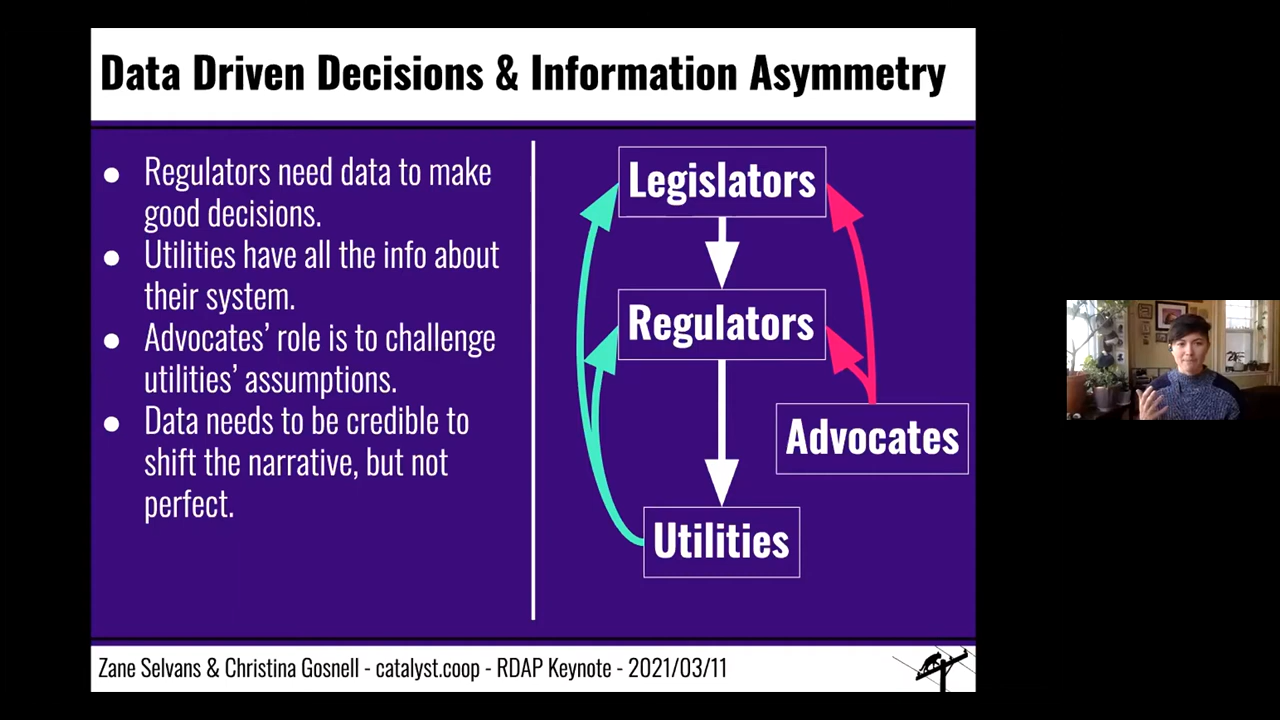 Data Driven Decisions & Information Asymmetry
● Regulators need data to make
good decisions.
● Utilities have all the info about
their system.
● Advocates’ role is to challenge
utilities’ assumptions.
● Data needs to be credible to
shift the narrative, but not
perfect.
Legislators
Regulators
Advocates
Utilities
Zane Selvans & Christina Gosnell - catalyst.coop - RDAP Keynote - 2021/03/11